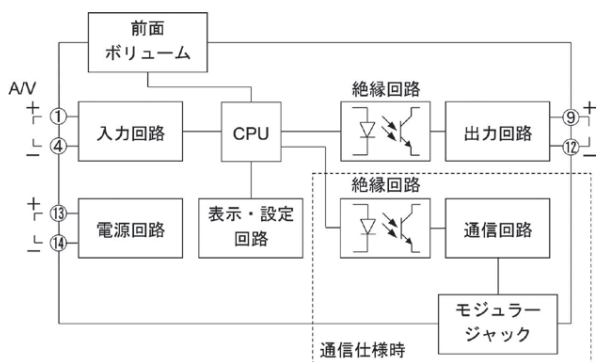 前面
ボリューム
A/V
+
①
④
−
入力回路
CPU
絶縁回路
出力回路
⑨
+
⑫
−
絶縁回路
+
⑬
⑭
−
電源回路
表示・設定
回路
通信回路
モジュラー
ジャック
通信仕様時